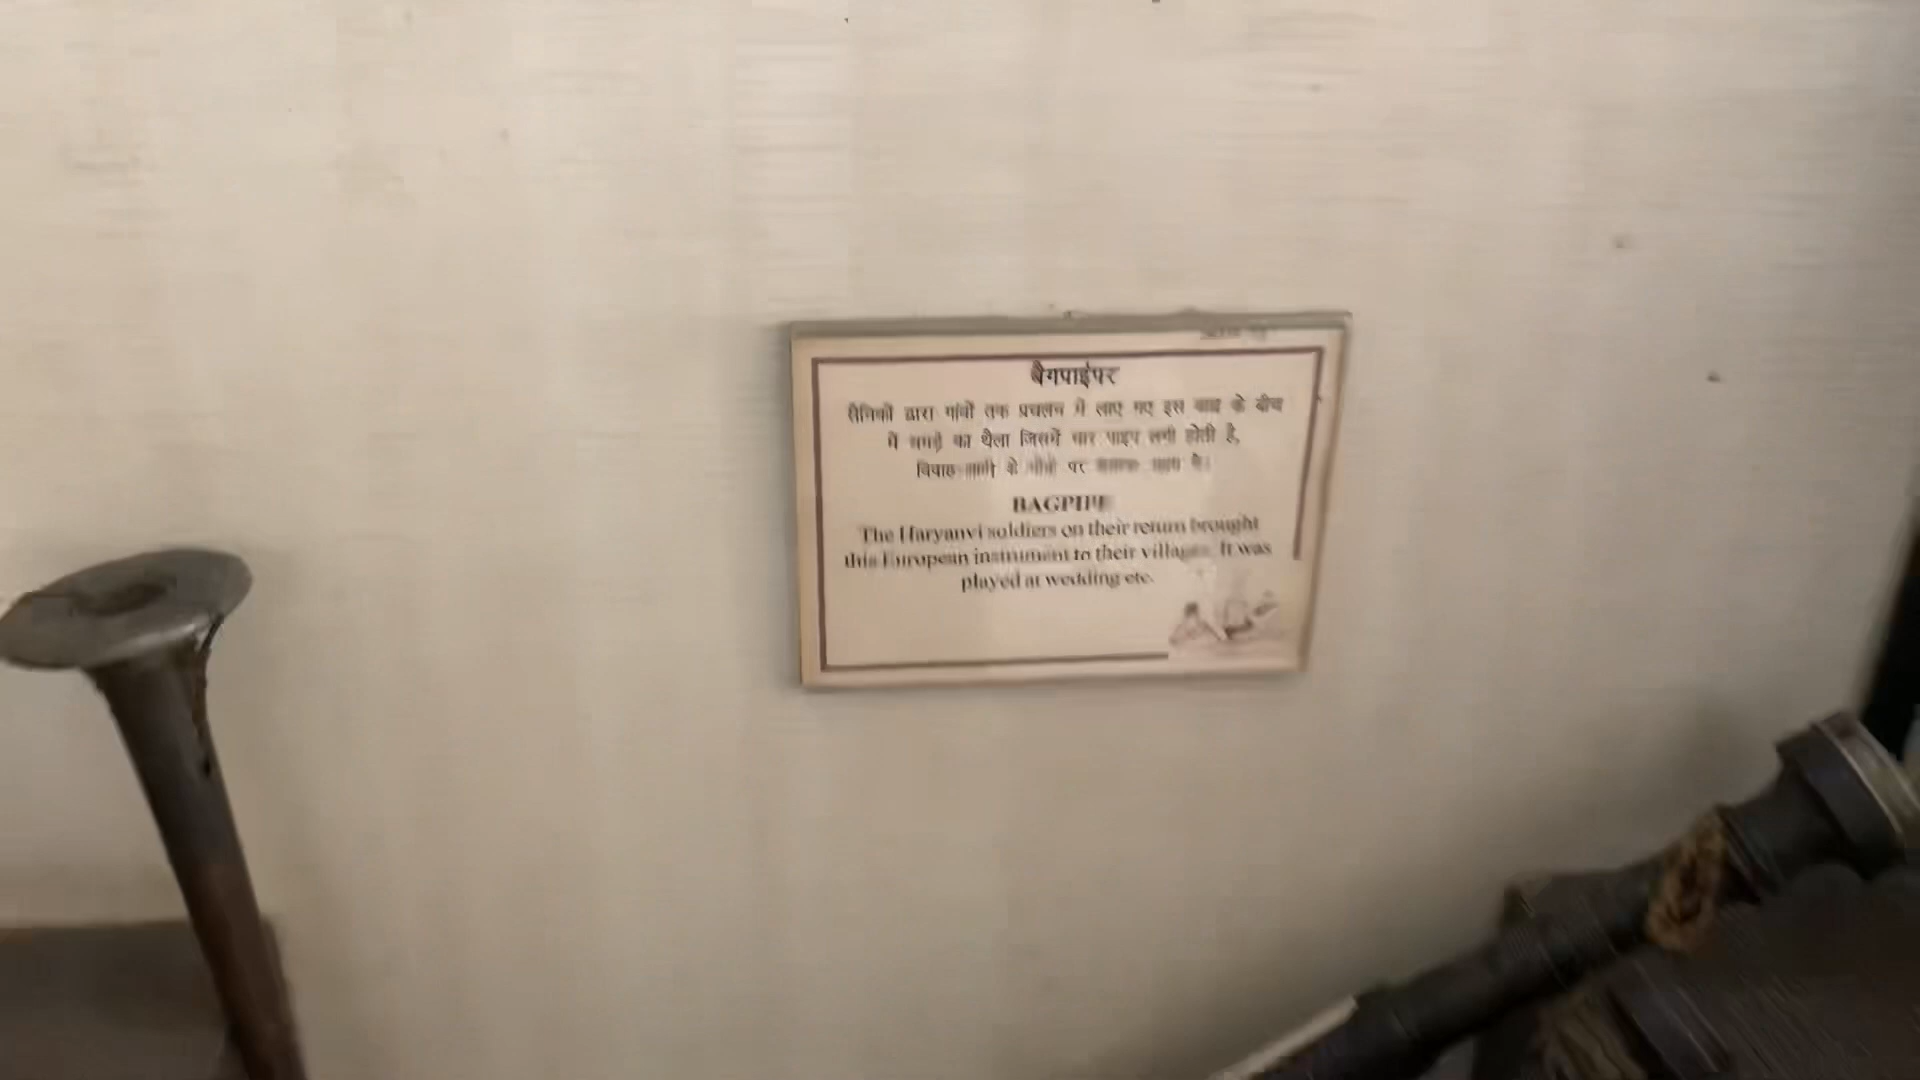 बैगपाईपर
सैनिकों द्वारा गांवों तक प्रचलन में लाए गए इस वाद्य के बीच
में चमड़े का थैला जिसमें चार पाइप लगी होती है,
विवाह शादी के मौके पर
BAGPIPE
The Haryanvi soldiers on their return brought
this European instrument to their villages. It was
played at wedding etc.